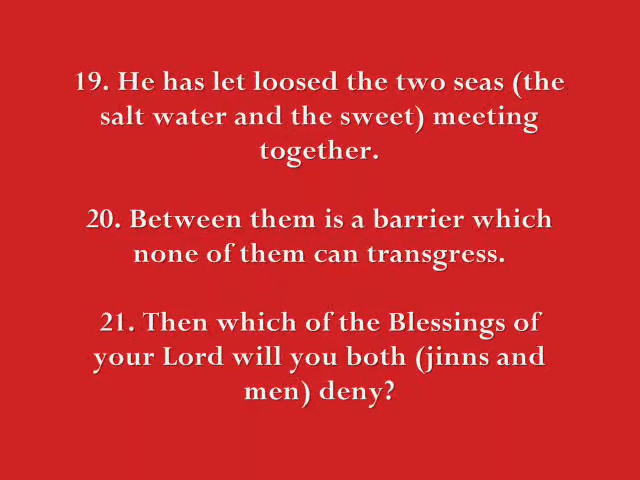 19. He has let loosed the two seas (the
salt water and the sweet) meeting
together.
20. Between them is a barrier which
none of them can transgress.
21. Then which of the Blessings of
your Lord will you both (jinns and
men) deny?